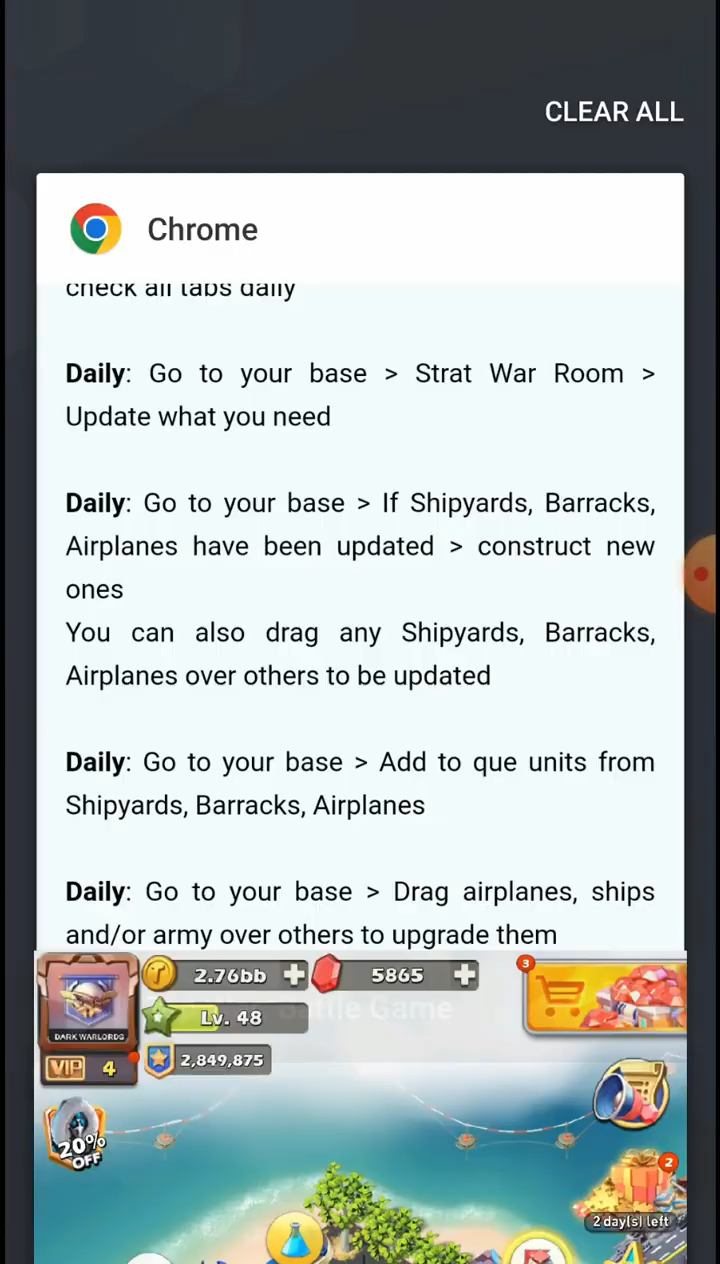 CLEAR ALL
Chrome
check all tabs daily
Daily: Go to your base > Strat War Room >
Update what you need
Daily: Go to your base > If Shipyards, Barracks,
Airplanes have been updated > construct new
ones
You can also drag any Shipyards, Barracks,
Airplanes over others to be updated
Daily: Go to your base > Add to que units from
Shipyards, Barracks, Airplanes
Daily: Go to your base > Drag airplanes, ships
and/or army over others to upgrade them
2.76bb
5865
3
Battle Game
Lv. 48
DARK WARLORDS
2,849,875
VIP 4
20%
OFF
2
2 day(s) left